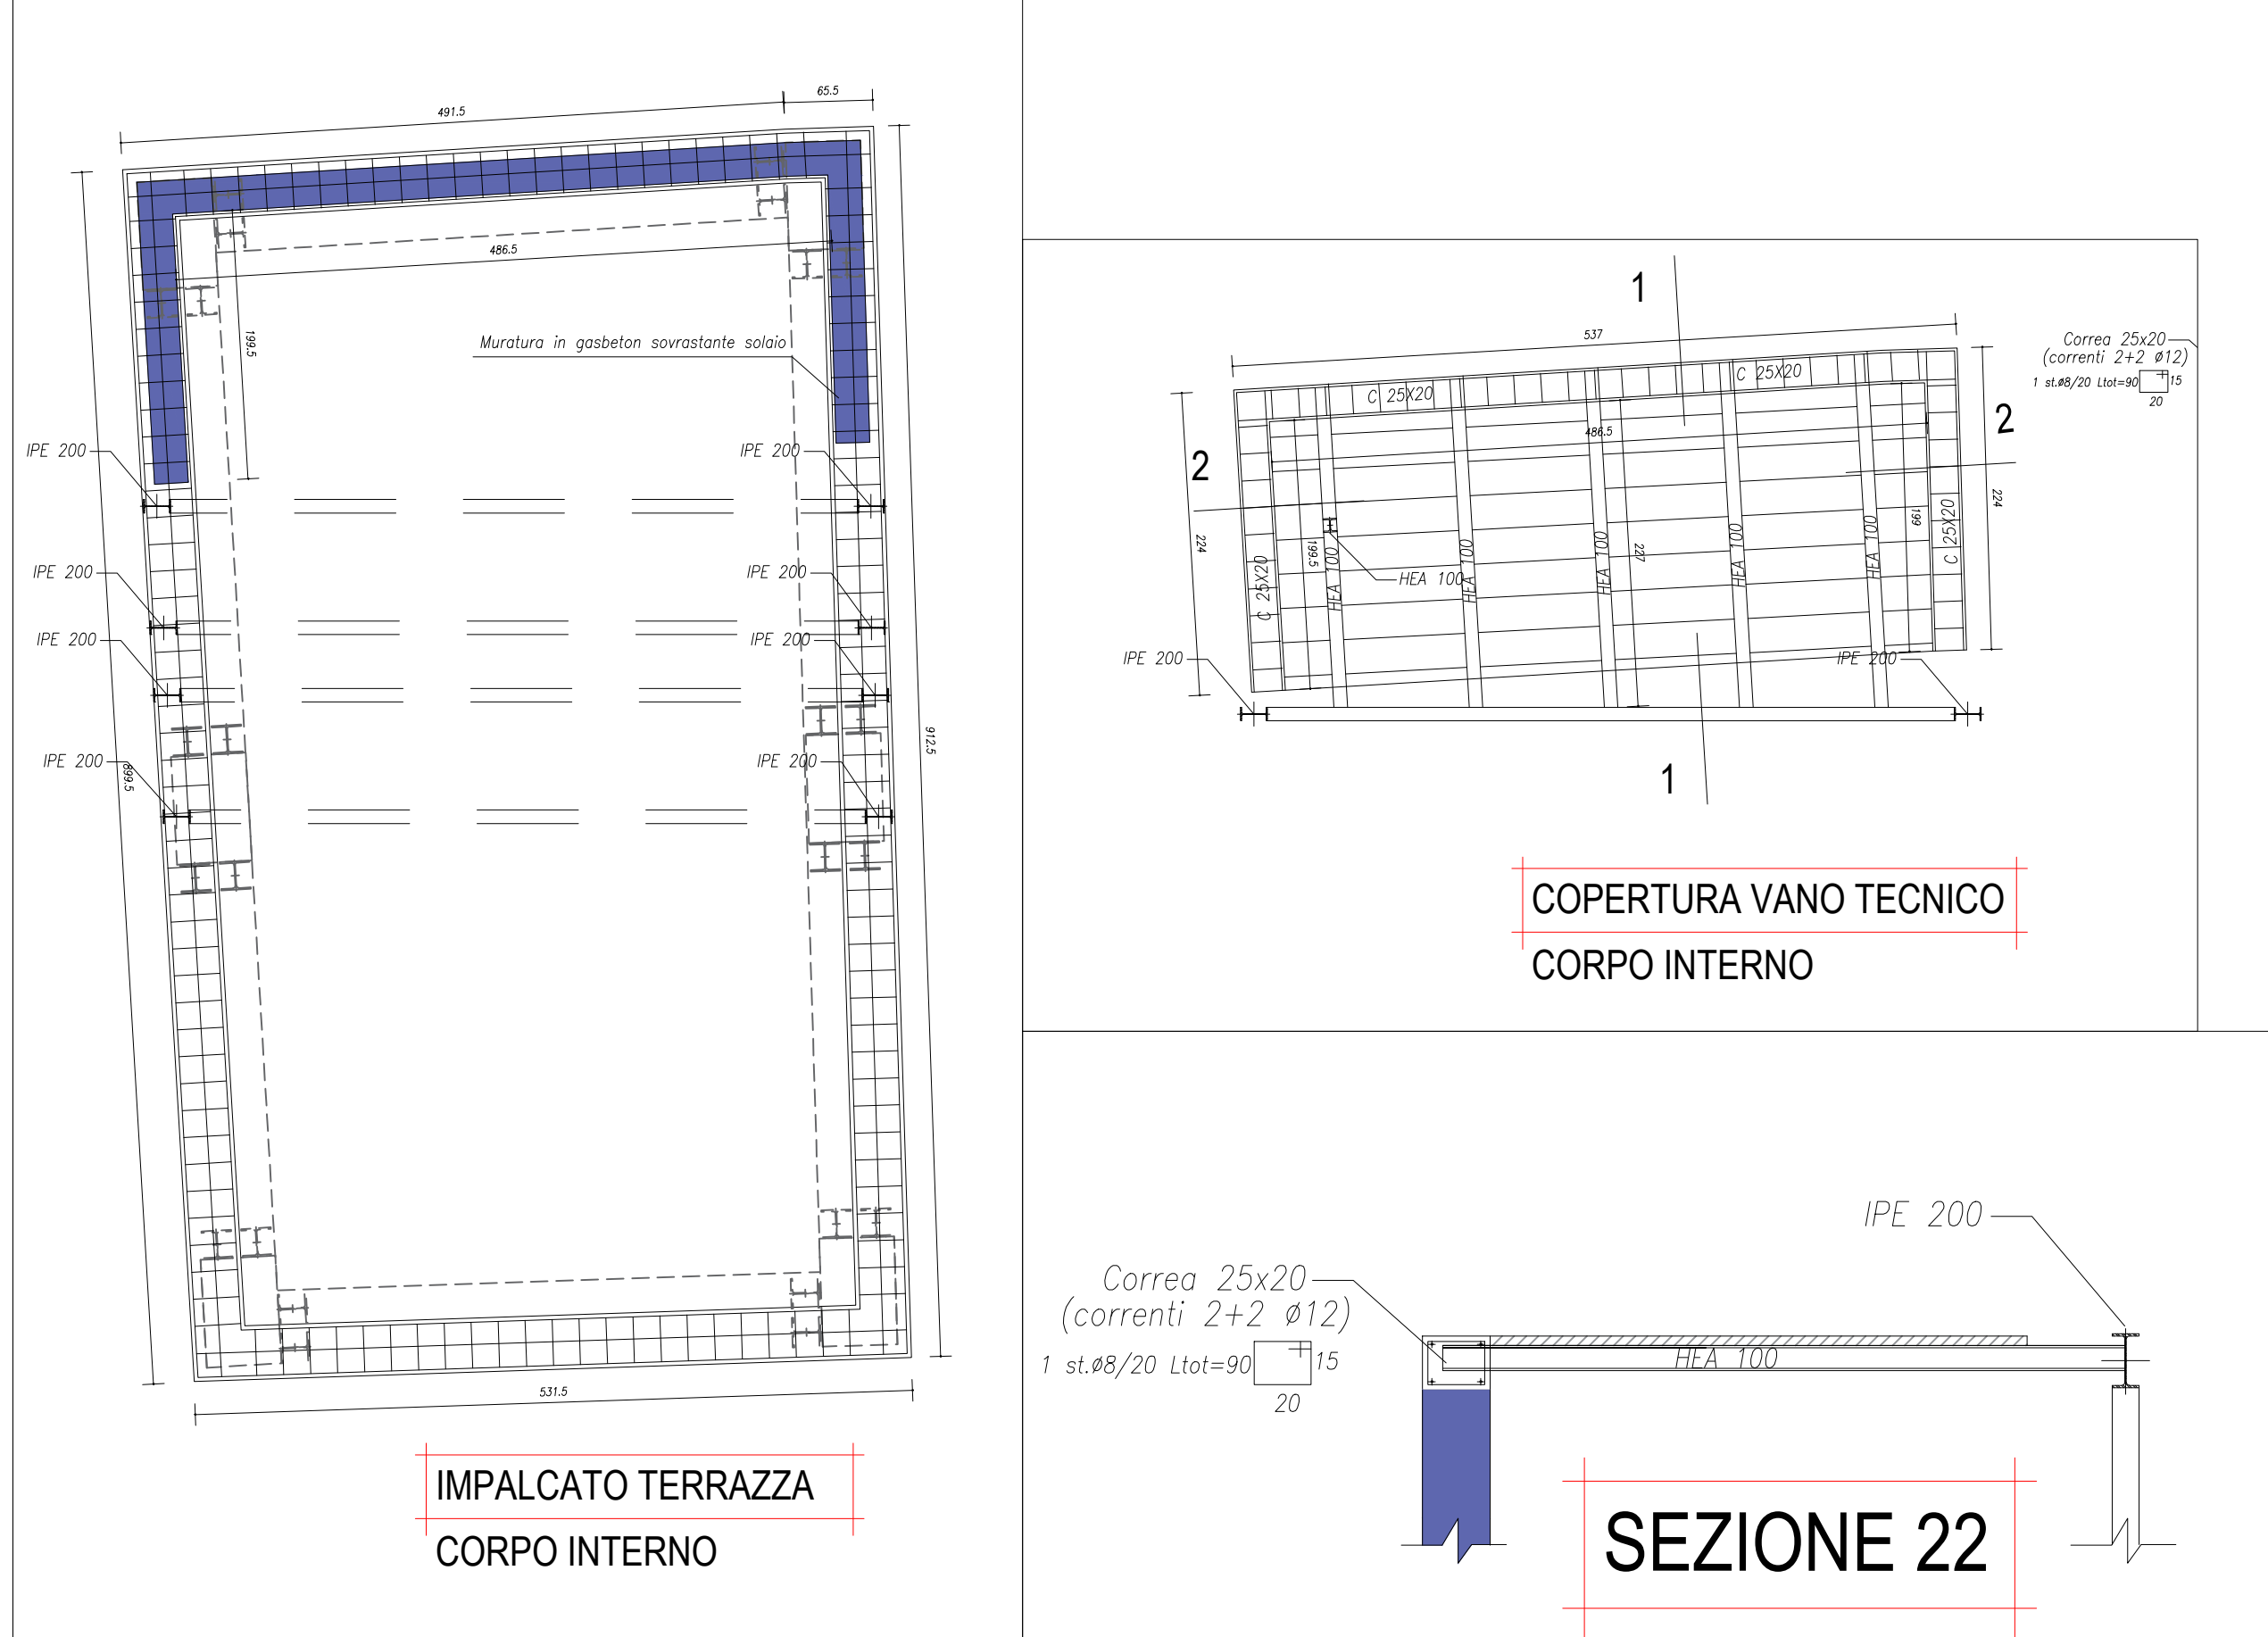 491.5
65.5
486.5
199.5
Muratura in gasbeton sovrastante solaio
IPE 200
IPE 200
IPE 200
IPE 200
IPE 200
IPE 200
IPE 200
IPE 200
899.5
912.5
531.5
IMPALCATO TERRAZZA
CORPO INTERNO
1
537
Correa 25x20
(correnti 2+2 ø12)
1 st.ø8/20 Ltot=90
15
20
C 25X20
C 25X20
2
2
486.5
224
224
199.5
227
199
C 25X20
C 25X20
HEA 100
HEA 100
HEA 100
HEA 100
HEA 100
HEA 100
IPE 200
IPE 200
1
COPERTURA VANO TECNICO
CORPO INTERNO
IPE 200
Correa 25x20
(correnti 2+2 ø12)
1 st.ø8/20 Ltot=90
15
20
HEA 100
SEZIONE 22